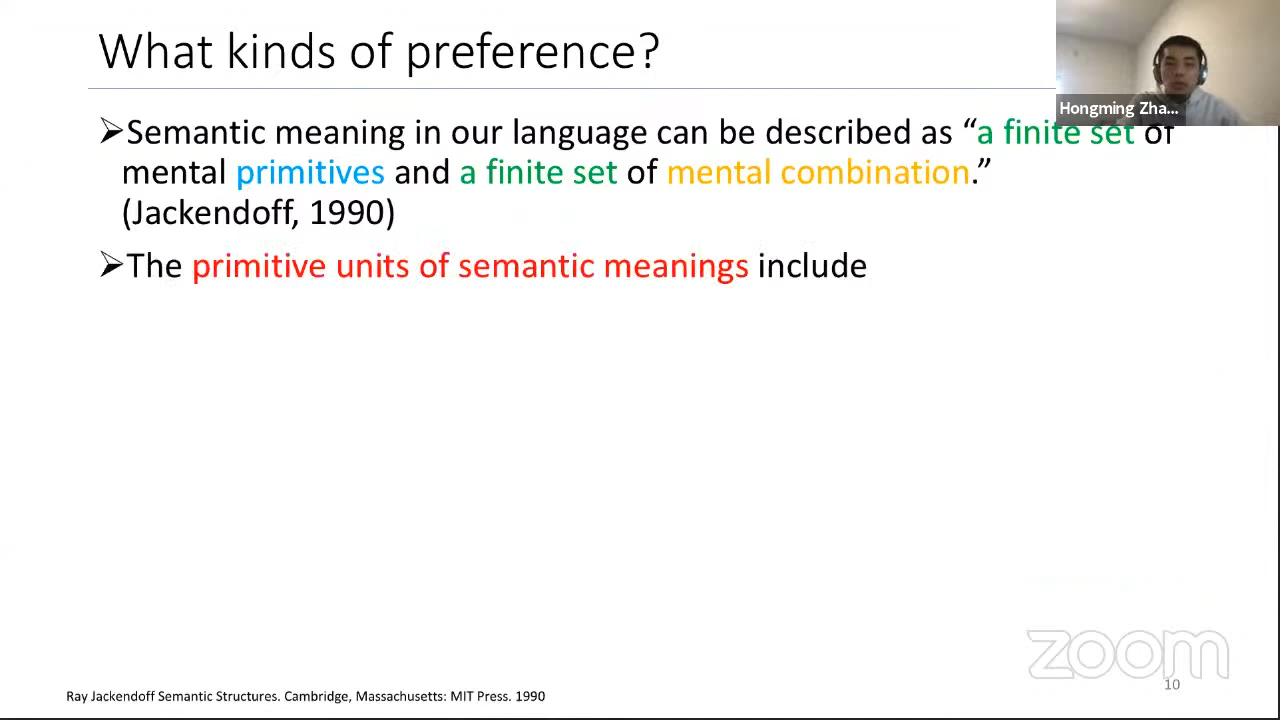 What kinds of preference?
Hongming Zha...
➢Semantic meaning in our language can be described as “a finite set of
mental primitives and a finite set of mental combination.”
(Jackendoff, 1990)
➢The primitive units of semantic meanings include
zoom
10
Ray Jackendoff Semantic Structures. Cambridge, Massachusetts: MIT Press. 1990